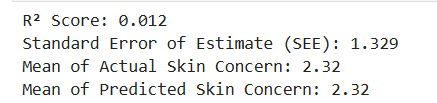 R² Score: 0.012
Standard Error of Estimate (SEE): 1.329
Mean of Actual Skin Concern: 2.32
Mean of Predicted Skin Concern: 2.32